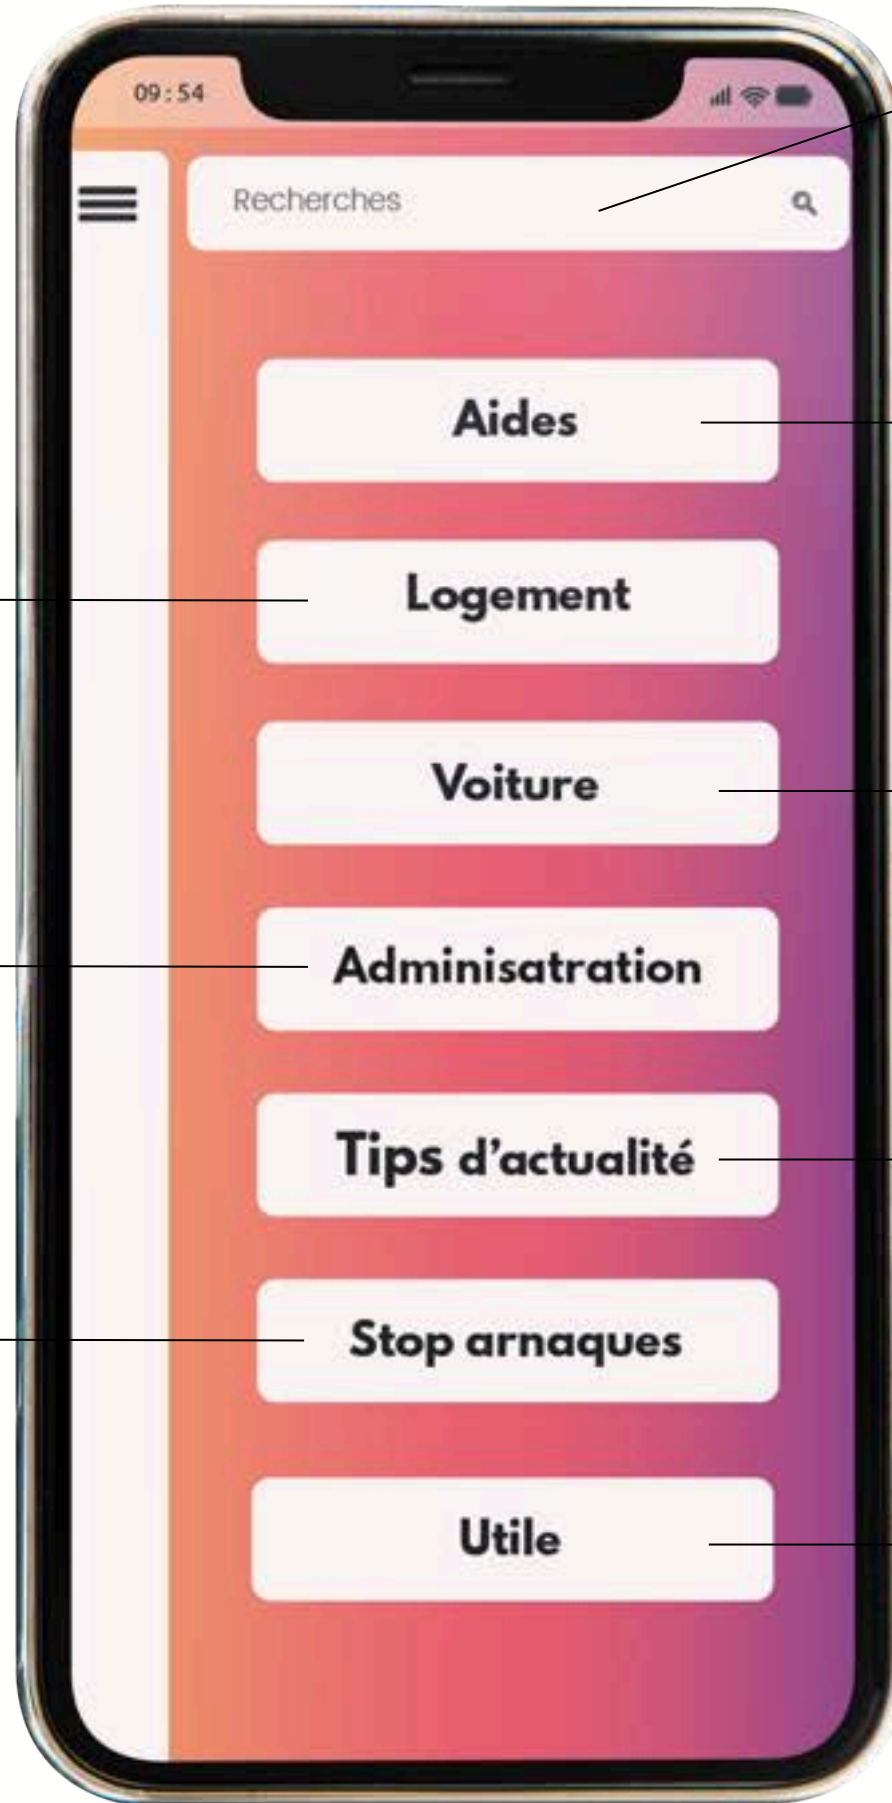 09:54
Recherches
Aides
Logement
Voiture
Adminisatration
Tips d’actualité
Stop arnaques
Utile